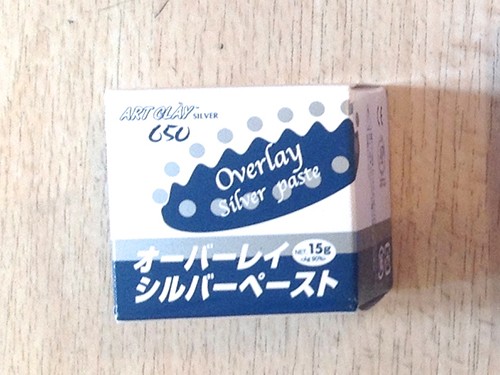 ART CLAY™ SILVER
650
Overlay
Silver paste
オーバーレイ
NET 15g
シルバーペースト